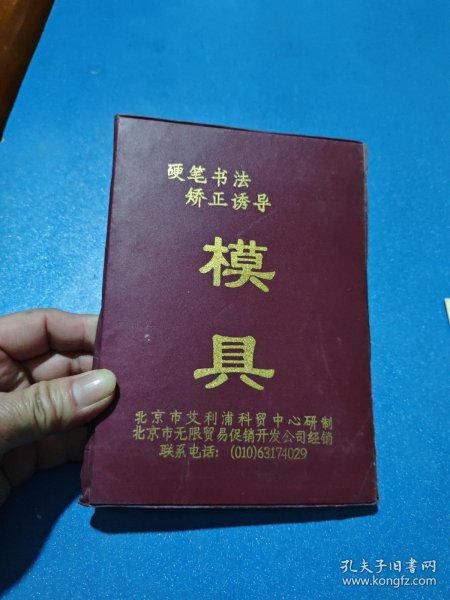 硬笔书法
矫正诱导
模
具
北京市艾利浦科贸中心研制
北京市无限贸易促销开发公司经销
联系电话: (010)63174029
孔夫子旧书网
www.kongfz.com